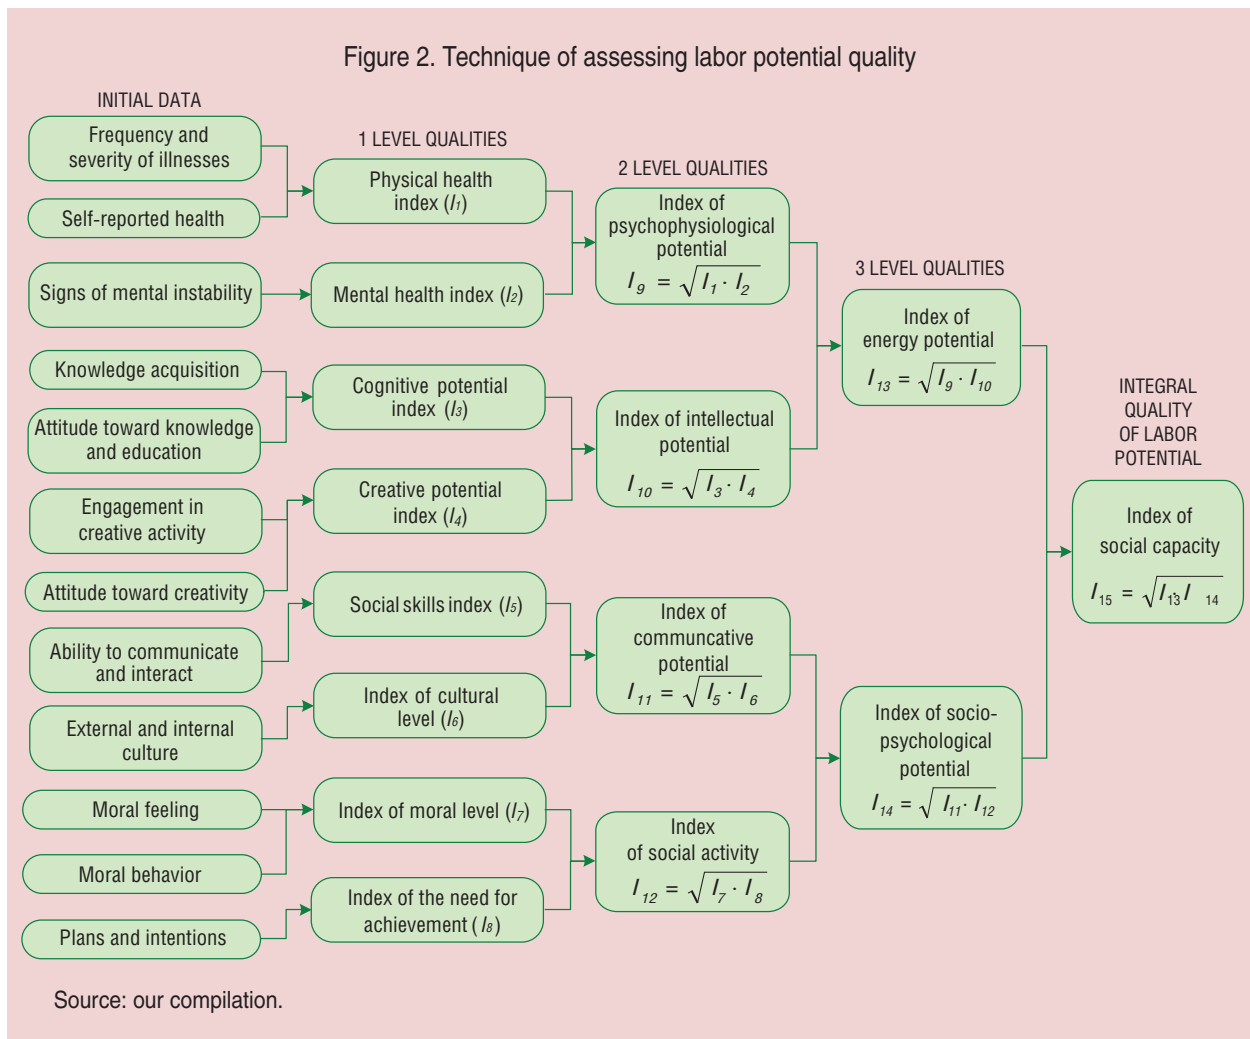 Figure 2. Technique of assessing labor potential quality
INITIAL DATA
Frequency and
severity of illnesses
Self-reported health
Signs of mental instability
Knowledge acquisition
Attitude toward knowledge
and education
Engagement in
creative activity
Attitude toward creativity
Ability to communicate
and interact
External and internal
culture
Moral feeling
Moral behavior
Plans and intentions
1 LEVEL QUALITIES
Physical health
index (I1)
Mental health index (I2)
Cognitive potential
index (I3)
Creative potential
index (I4)
Social skills index (I5)
Index of cultural
level (I6)
Index of moral level (I7)
Index of the need for
achievement ( I8)
2 LEVEL QUALITIES
Index of
psychophysiological
potential
I9 = √I1 · I2
Index of intellectual
potential
I10 = √I3 · I4
Index of
communcative
potential
I11 = √I5 · I6
Index
of social activity
I12 = √I7 · I8
3 LEVEL QUALITIES
Index of
energy potential
I13 = √I9 · I10
Index of socio-
psychological
potential
I14 = √I11 · I12
INTEGRAL
QUALITY
OF LABOR
POTENTIAL
Index of
social capacity
I15 = √I13 · I14
Source: our compilation.